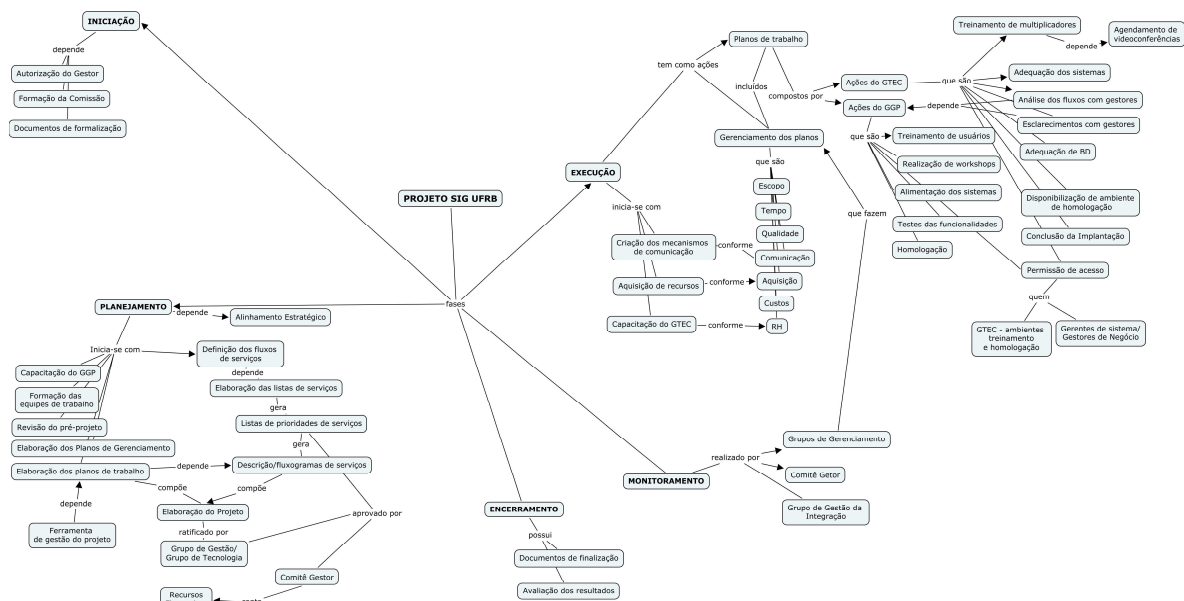 INICIAÇÃO
depende
Autorização do Gestor
Formação da Comissão
Documentos de formalização
PROJETO SIG UFRB
fases
PLANEJAMENTO
depende
Alinhamento Estratégico
Inicia-se com
Definição dos fluxos
de serviços
Capacitação do GGP
Formação das
equipes de trabalho
Revisão do pré-projeto
Elaboração dos Planos de Gerenciamento
Elaboração dos planos de trabalho
depende
Elaboração das listas de serviços
gera
Listas de prioridades de serviços
gera
depende
Descrição/fluxogramas de serviços
compõe
compõe
depende
Ferramenta
de gestão do projeto
Elaboração do Projeto
ratificado por
Grupo de Gestão/
Grupo de Tecnologia
aprovado por
Comitê Gestor
Recursos
EXECUÇÃO
tem como ações
Planos de trabalho
incluídos
compostos por
Gerenciamento dos planos
que são
Escopo
Tempo
Qualidade
Comunicação
Aquisição
Custos
RH
inicia-se com
Criação dos mecanismos
de comunicação
conforme
Aquisição de recursos
conforme
Capacitação do GTEC
conforme
Ações do GTEC
que são
Ações do GGP
depende
que são
Treinamento de usuários
Realização de workshops
Alimentação dos sistemas
Testes das funcionalidades
Homologação
Treinamento de multiplicadores
depende
Agendamento de
videoconferências
Adequação dos sistemas
Análise dos fluxos com gestores
Esclarecimentos com gestores
Adequação de BD
Disponibilização de ambiente
de homologação
Conclusão da Implantação
Permissão de acesso
quem
GTEC - ambientes
treinamento
e homologação
Gerentes de sistema/
Gestores de Negócio
que fazem
MONITORAMENTO
realizado por
Grupos de Gerenciamento
Comitê Getor
Grupo de Gestão da
Integração
ENCERRAMENTO
possui
Documentos de finalização
Avaliação dos resultados